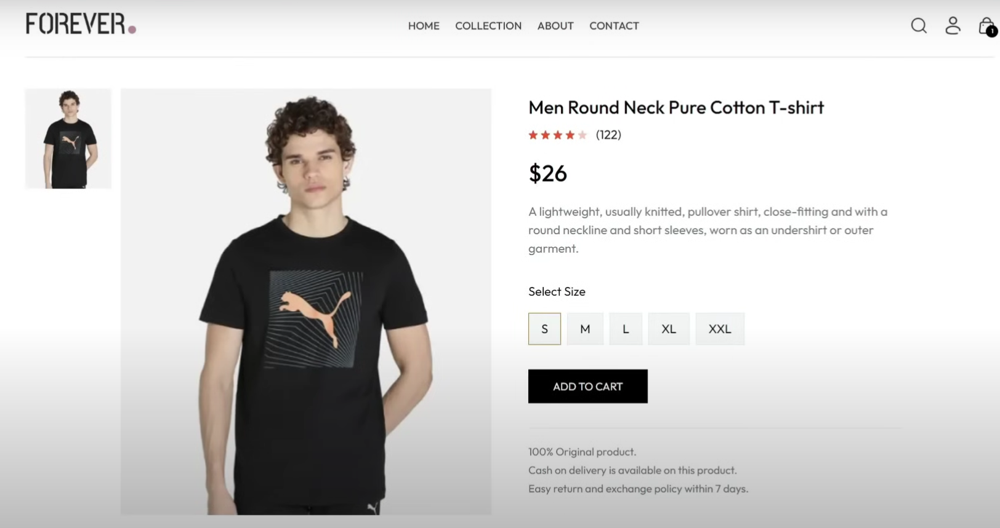 FOREVER.
HOME COLLECTION ABOUT CONTACT
1
Men Round Neck Pure Cotton T-shirt
(122)
$26
A lightweight, usually knitted, pullover shirt, close-fitting and with a
round neckline and short sleeves, worn as an undershirt or outer
garment.
Select Size
S M L XL XXL
ADD TO CART
100% Original product.
Cash on delivery is available on this product.
Easy return and exchange policy within 7 days.